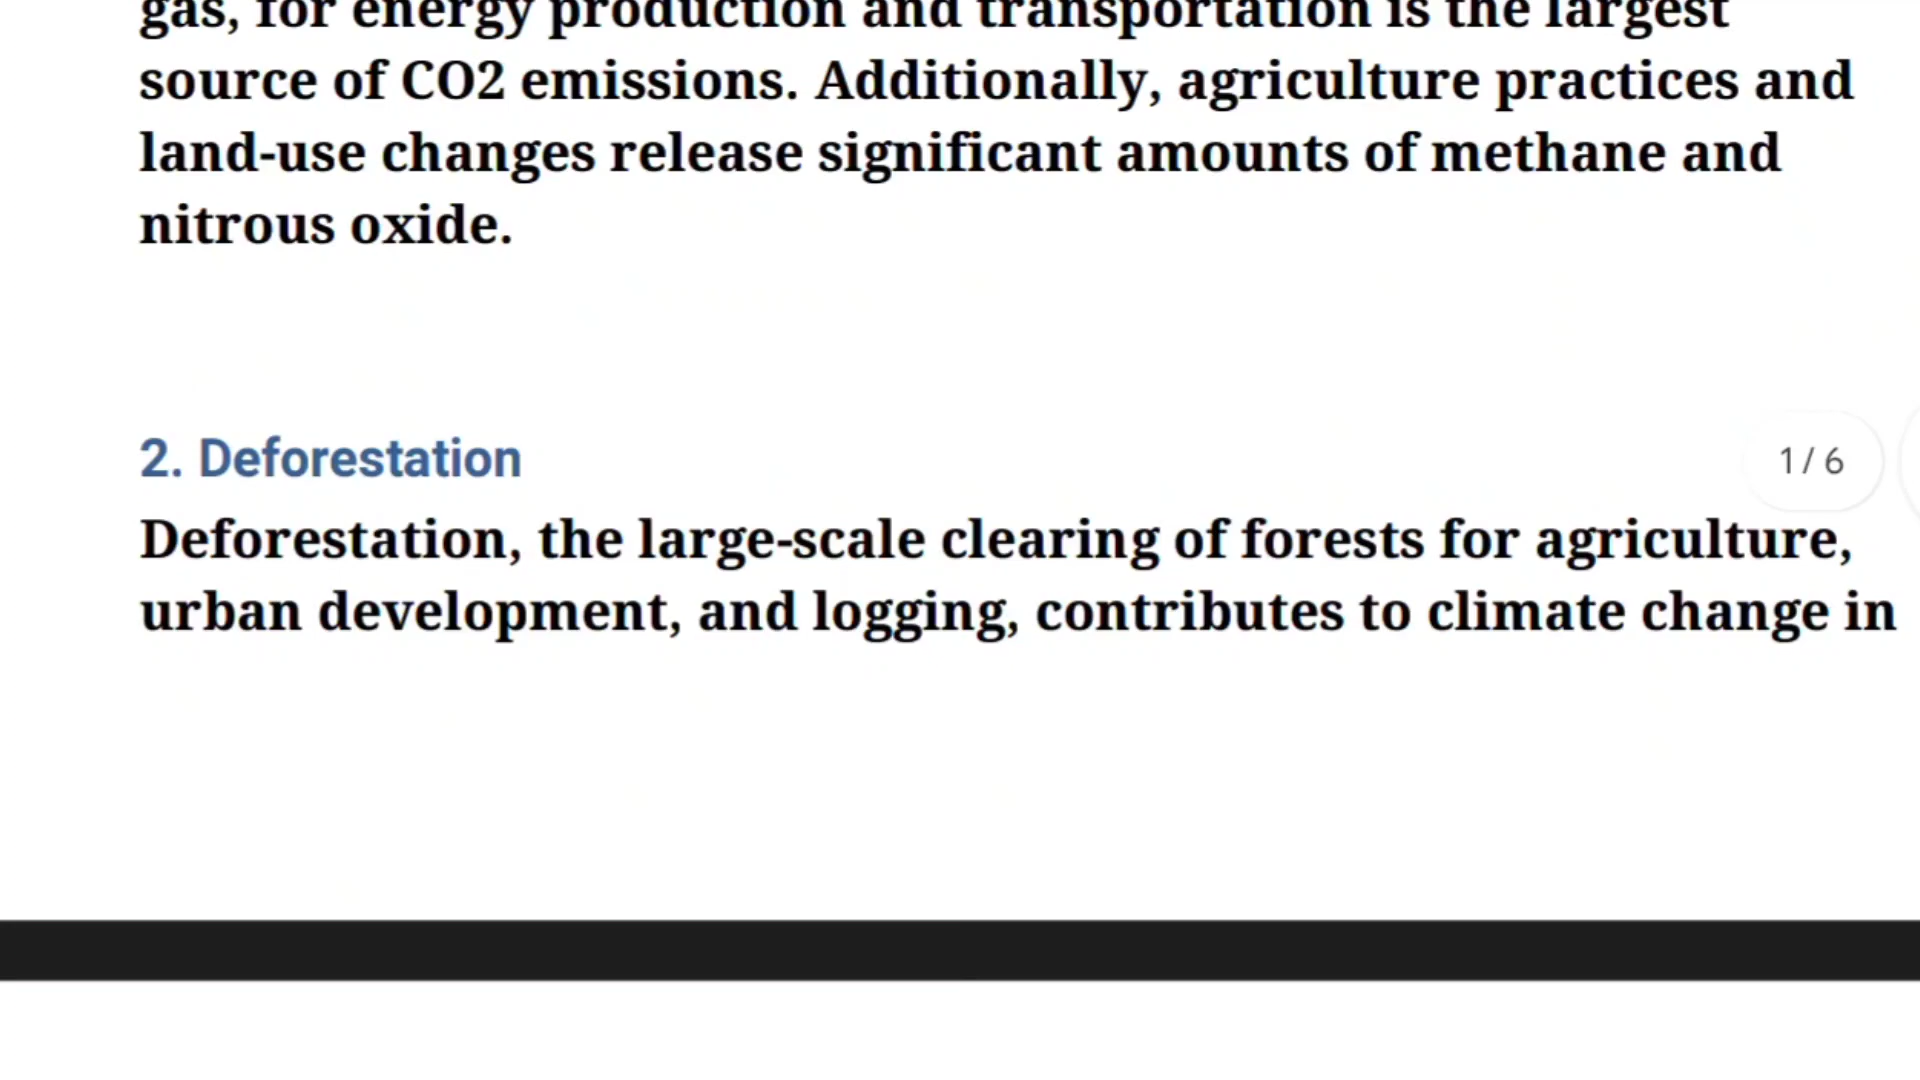 gas, for energy production and transportation is the largest
source of CO2 emissions. Additionally, agriculture practices and
land-use changes release significant amounts of methane and
nitrous oxide.
2. Deforestation
1 / 6
Deforestation, the large-scale clearing of forests for agriculture,
urban development, and logging, contributes to climate change in